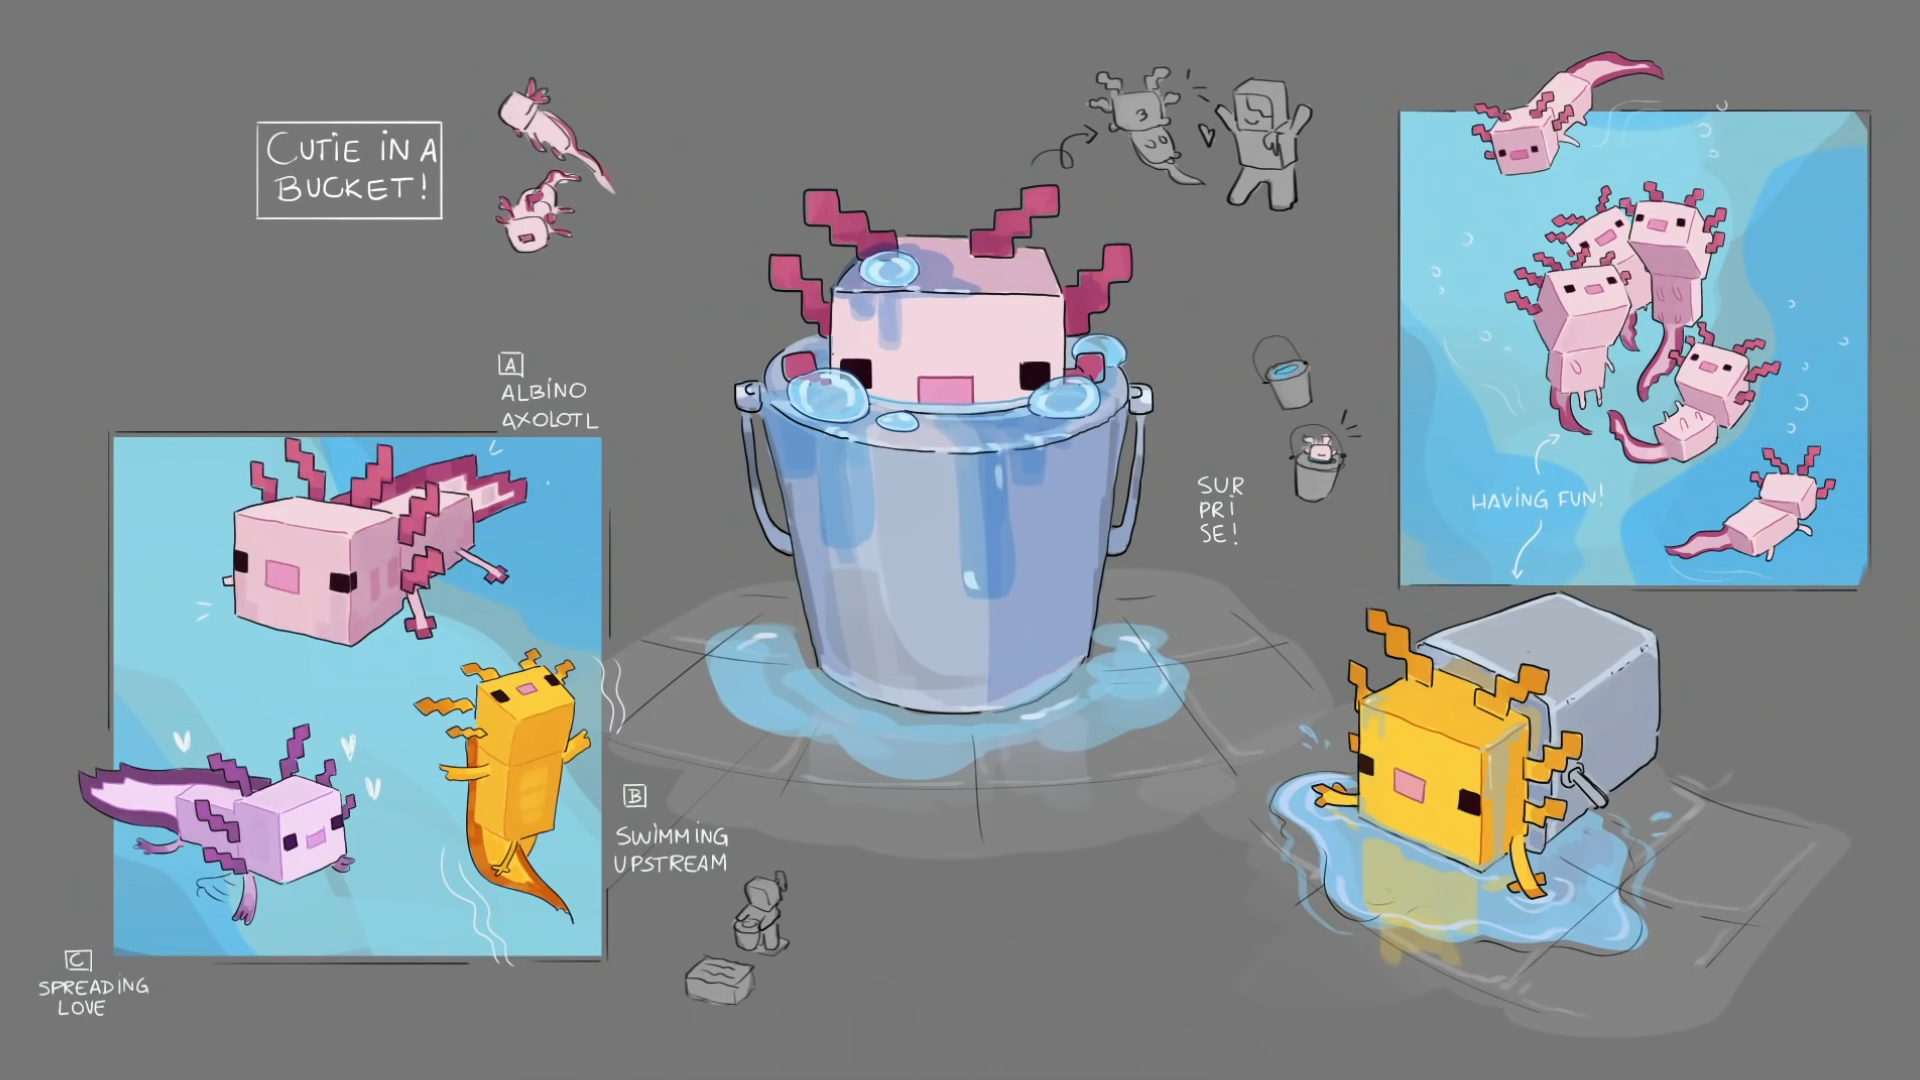 CUTIE IN A
BUCKET!
A
ALBINO
AXOLOTL
B
SWIMMING
UPSTREAM
C
SPREADING
LOVE
SUR
PRI
SE!
HAVING FUN!